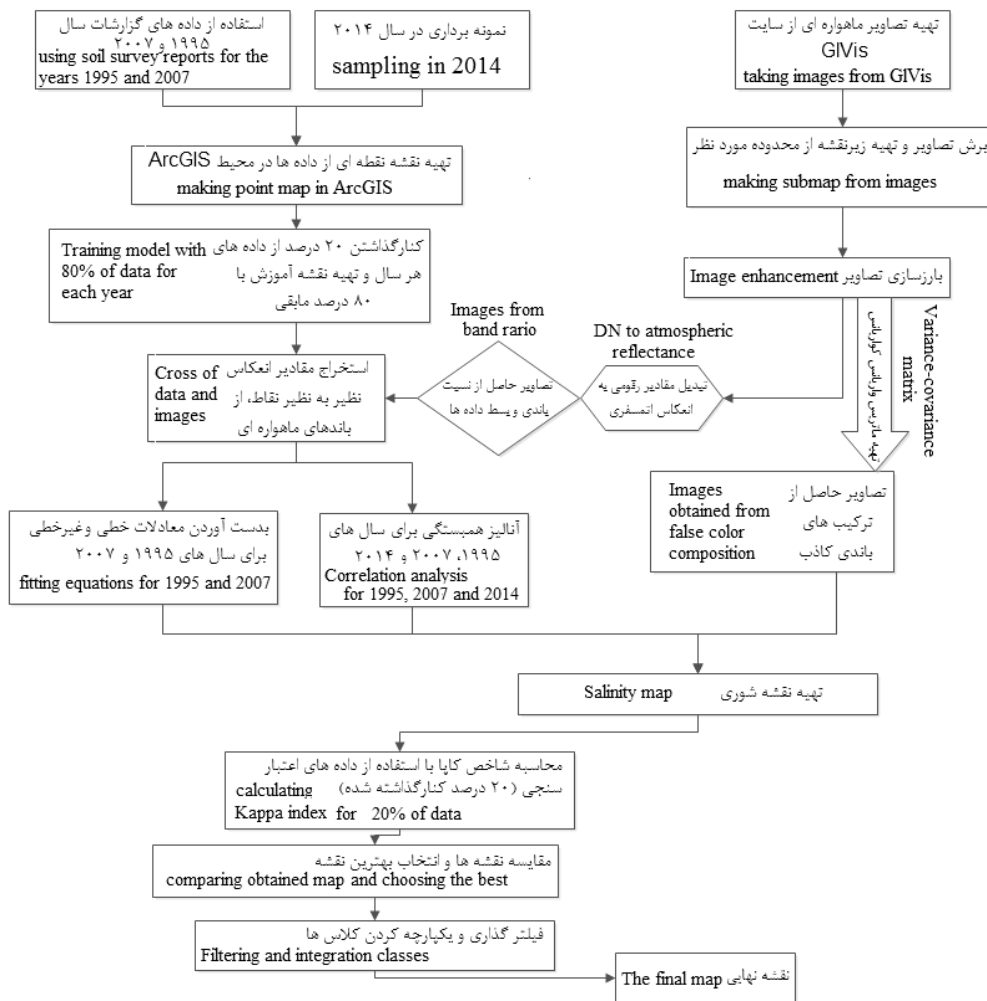 استفاده از داده های گزارشات سال
۱۹۹۵ و ۲۰۰۷
using soil survey reports for the
years 1995 and 2007
نمونه برداری در سال ۲۰۱۴
sampling in 2014
تهیه تصاویر ماهواره ای از سایت
GlVis
taking images from GlVis
تهیه نقشه نقطه ای از داده ها در محیط ArcGIS
making point map in ArcGIS
برش تصاویر و تهیه زیرنقشه از محدوده مورد نظر
making submap from images
کنارگذاشتن ۲۰ درصد از داده های
هر سال و تهیه نقشه آموزش با
۸۰ درصد مابقی
Training model with
80% of data for
each year
بارزسازی تصاویر Image enhancement
Variance-covariance
matrix
تهیه ماتریس واریانس کواریانس
Images from
band rario
تصاویر حاصل از نسیت
یاندی وبسط داده ها
DN to atmospheric
reflectance
تبدیل مقادیر رقومی به
انعکاس اتمسفری
استخراج مقادیر انعکاس
نظیر به نظیر نقاط، از
باندهای ماهواره ای
Cross of
data and
images
تصاویر حاصل از
ترکیب های
باندی کاذب
Images
obtained from
false color
composition
بدست آوردن معادلات خطی وغیرخطی
برای سال های ۱۹۹۵ و ۲۰۰۷
fitting equations for 1995 and 2007
آنالیز همبستگی برای سال های
۱۹۹۵، ۲۰۰۷ و ۲۰۱۴
Correlation analysis
for 1995, 2007 and 2014
تهیه نقشه شوری Salinity map
محاسبه شاخص کاپا با استفاده از داده های اعتبار
سنجی (۲۰ درصد کنارگذاشته شده)
calculating
Kappa index for 20% of data
مقایسه نقشه ها و انتخاب بهترین نقشه
comparing obtained map and choosing the best
فیلتر گذاری و یکپارچه کردن کلاس ها
Filtering and integration classes
نقشه نهایی The final map